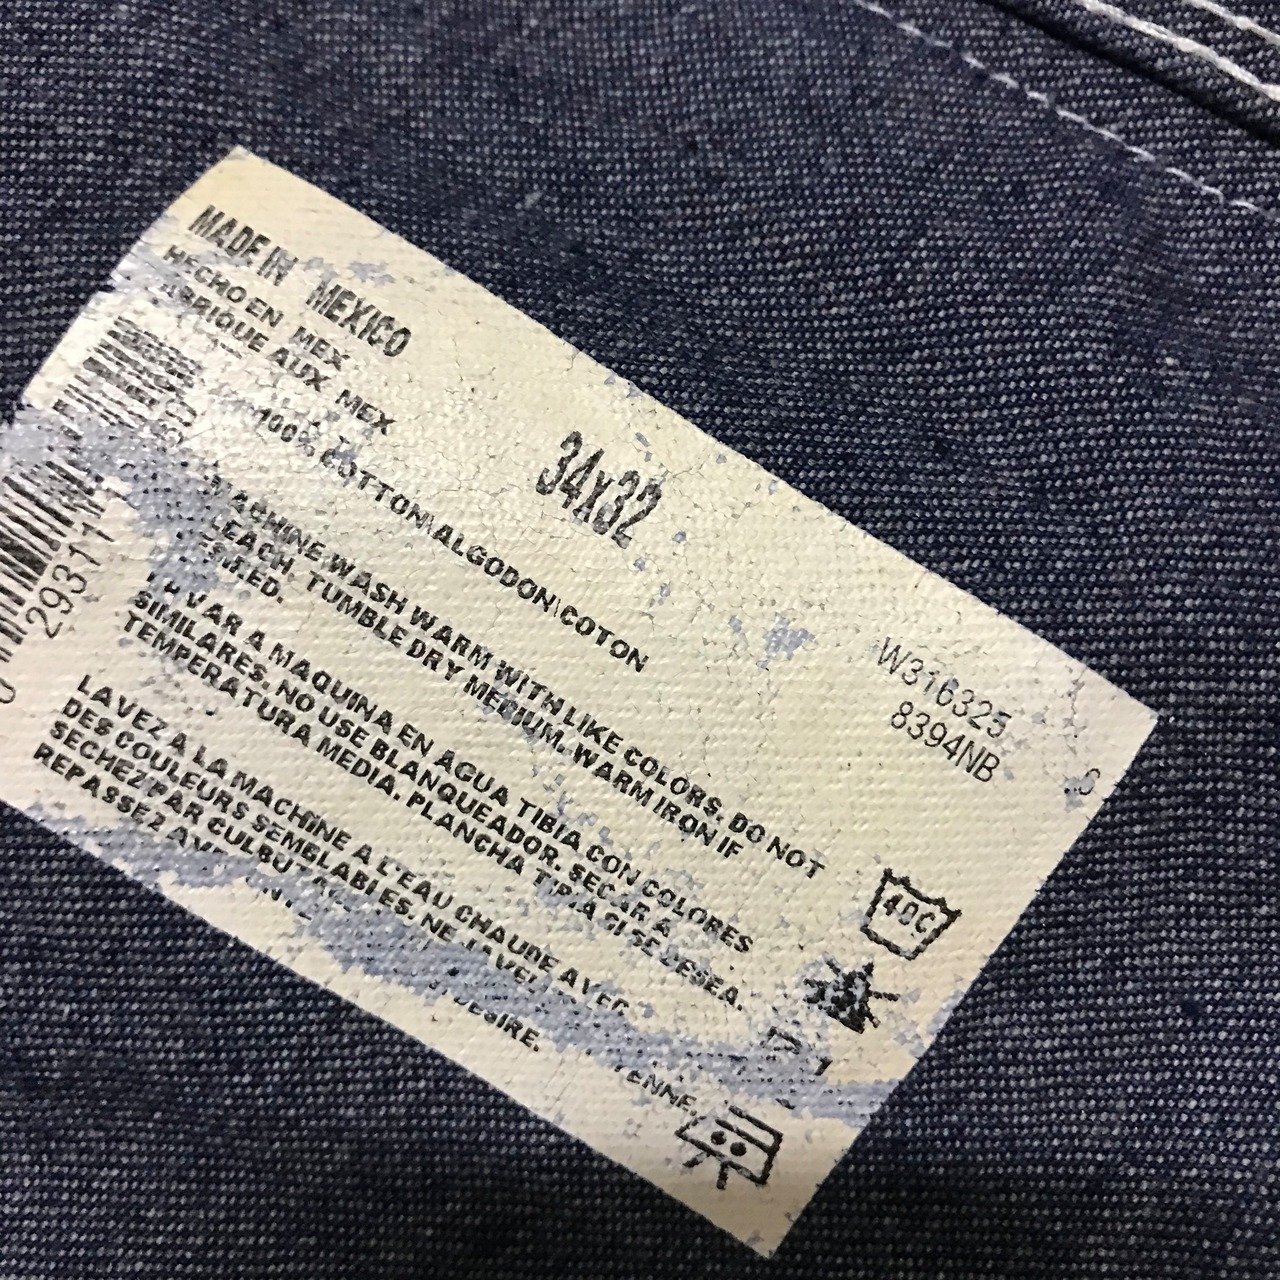 MADE IN MEXICO
HECHO EN MEX
FABRIQUE AUX MEX
34X32
100% COTTON\ALGODON\COTON
W316325
8394NB
MACHINE WASH WARM WITH LIKE COLORS. DO NOT
BLEACH. TUMBLE DRY MEDIUM. WARM IRON IF
DESIRED.
LAVAR A MAQUINA EN AGUA TIBIA CON COLORES
SIMILARES. NO USE BLANQUEADOR. SECAR A
TEMPERATURA MEDIA. PLANCHA TIBIA SI SE DESEA.
LAVEZ A LA MACHINE A L'EAU CHAUDE AVEC
DES COULEURS SEMBLABLES. NE
SECHEZ PAR CULBUTAGE
REPASSEZ DESIRE.
40C
293111